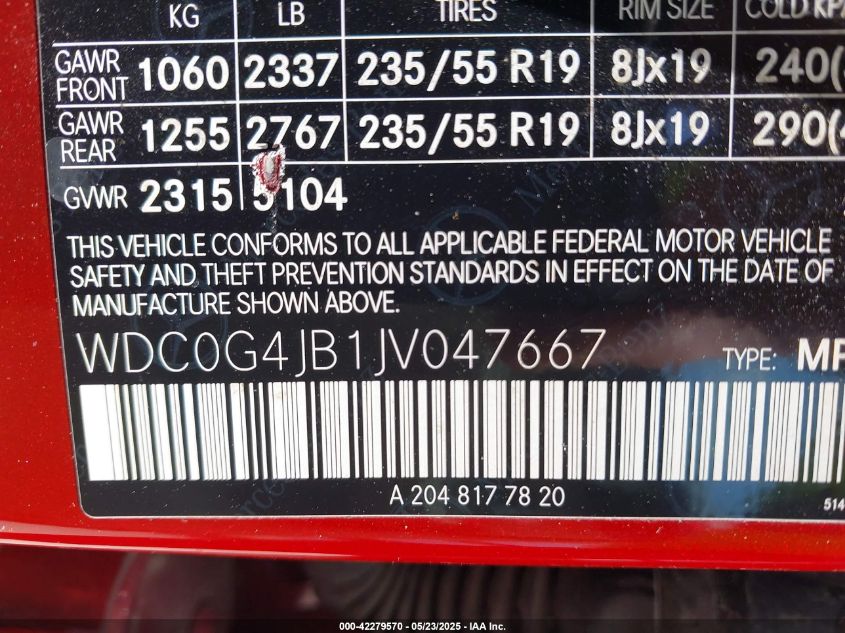 KG LB TIRES RIM SIZE COLD
GAWR FRONT 1060 2337 235/55 R19 8Jx19 240(
GAWR REAR 1255 2767 235/55 R19 8Jx19 290(
GVWR 2315 5104
THIS VEHICLE CONFORMS TO ALL APPLICABLE FEDERAL MOTOR VEHICLE
SAFETY AND THEFT PREVENTION STANDARDS IN EFFECT ON THE DATE OF
MANUFACTURE SHOWN ABOVE.
WDC0G4JB1JV047667 TYPE: MP
A 204 817 78 20
514
000-42279570 — 05/23/2025 — IAA Inc.